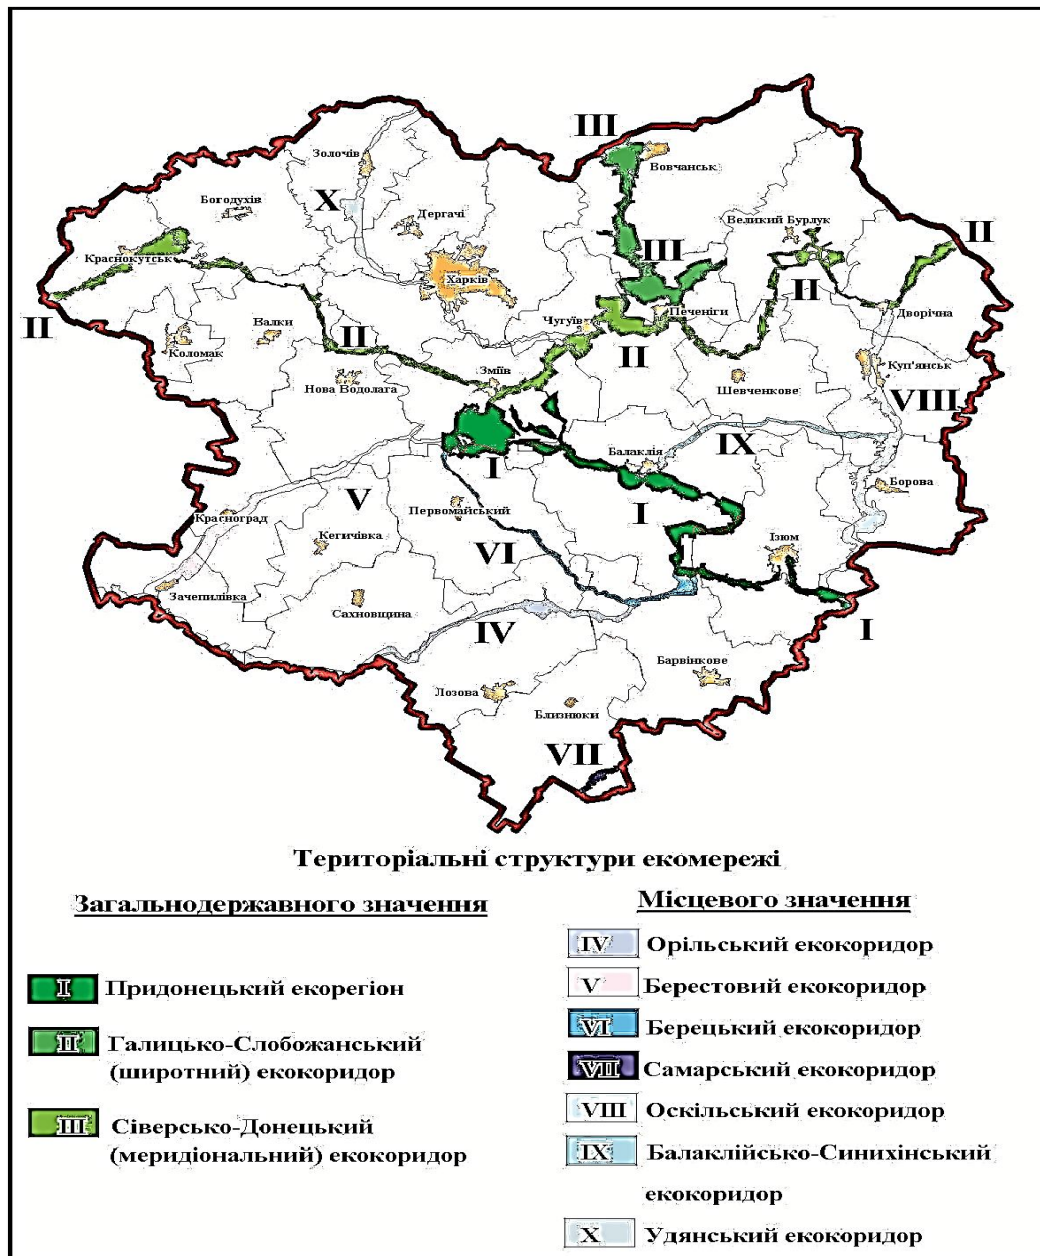 III
Золочів
Вовчанськ
X
Богодухів
Дергачі
Великий Бурлук
II
Краснокутськ
III
Харків
II
Печеніги
Дворічна
II
Чугуїв
Валки
II
Коломак
II
Зміїв
Куп'янськ
Нова Водолага
Шевченкове
VIII
I
Балаклія
IX
Борова
V
Красноград
Первомайський
I
Кегичівка
VI
Ізюм
Зачепилівка
Сахновщина
IV
I
Барвінкове
Лозова
Близнюки
VII
Територіальні структури екомережі
Загальнодержавного значення
I Придонецький екорегіон
II Галицько-Слобожанський
(широтний) екокоридор
III Сіверсько-Донецький
(меридіональний) екокоридор
Місцевого значення
IV Орільський екокоридор
V Берестовий екокоридор
VI Берецький екокоридор
VII Самарський екокоридор
VIII Оскільський екокоридор
IX Балаклійсько-Синихінський
екокоридор
X Удянський екокоридор